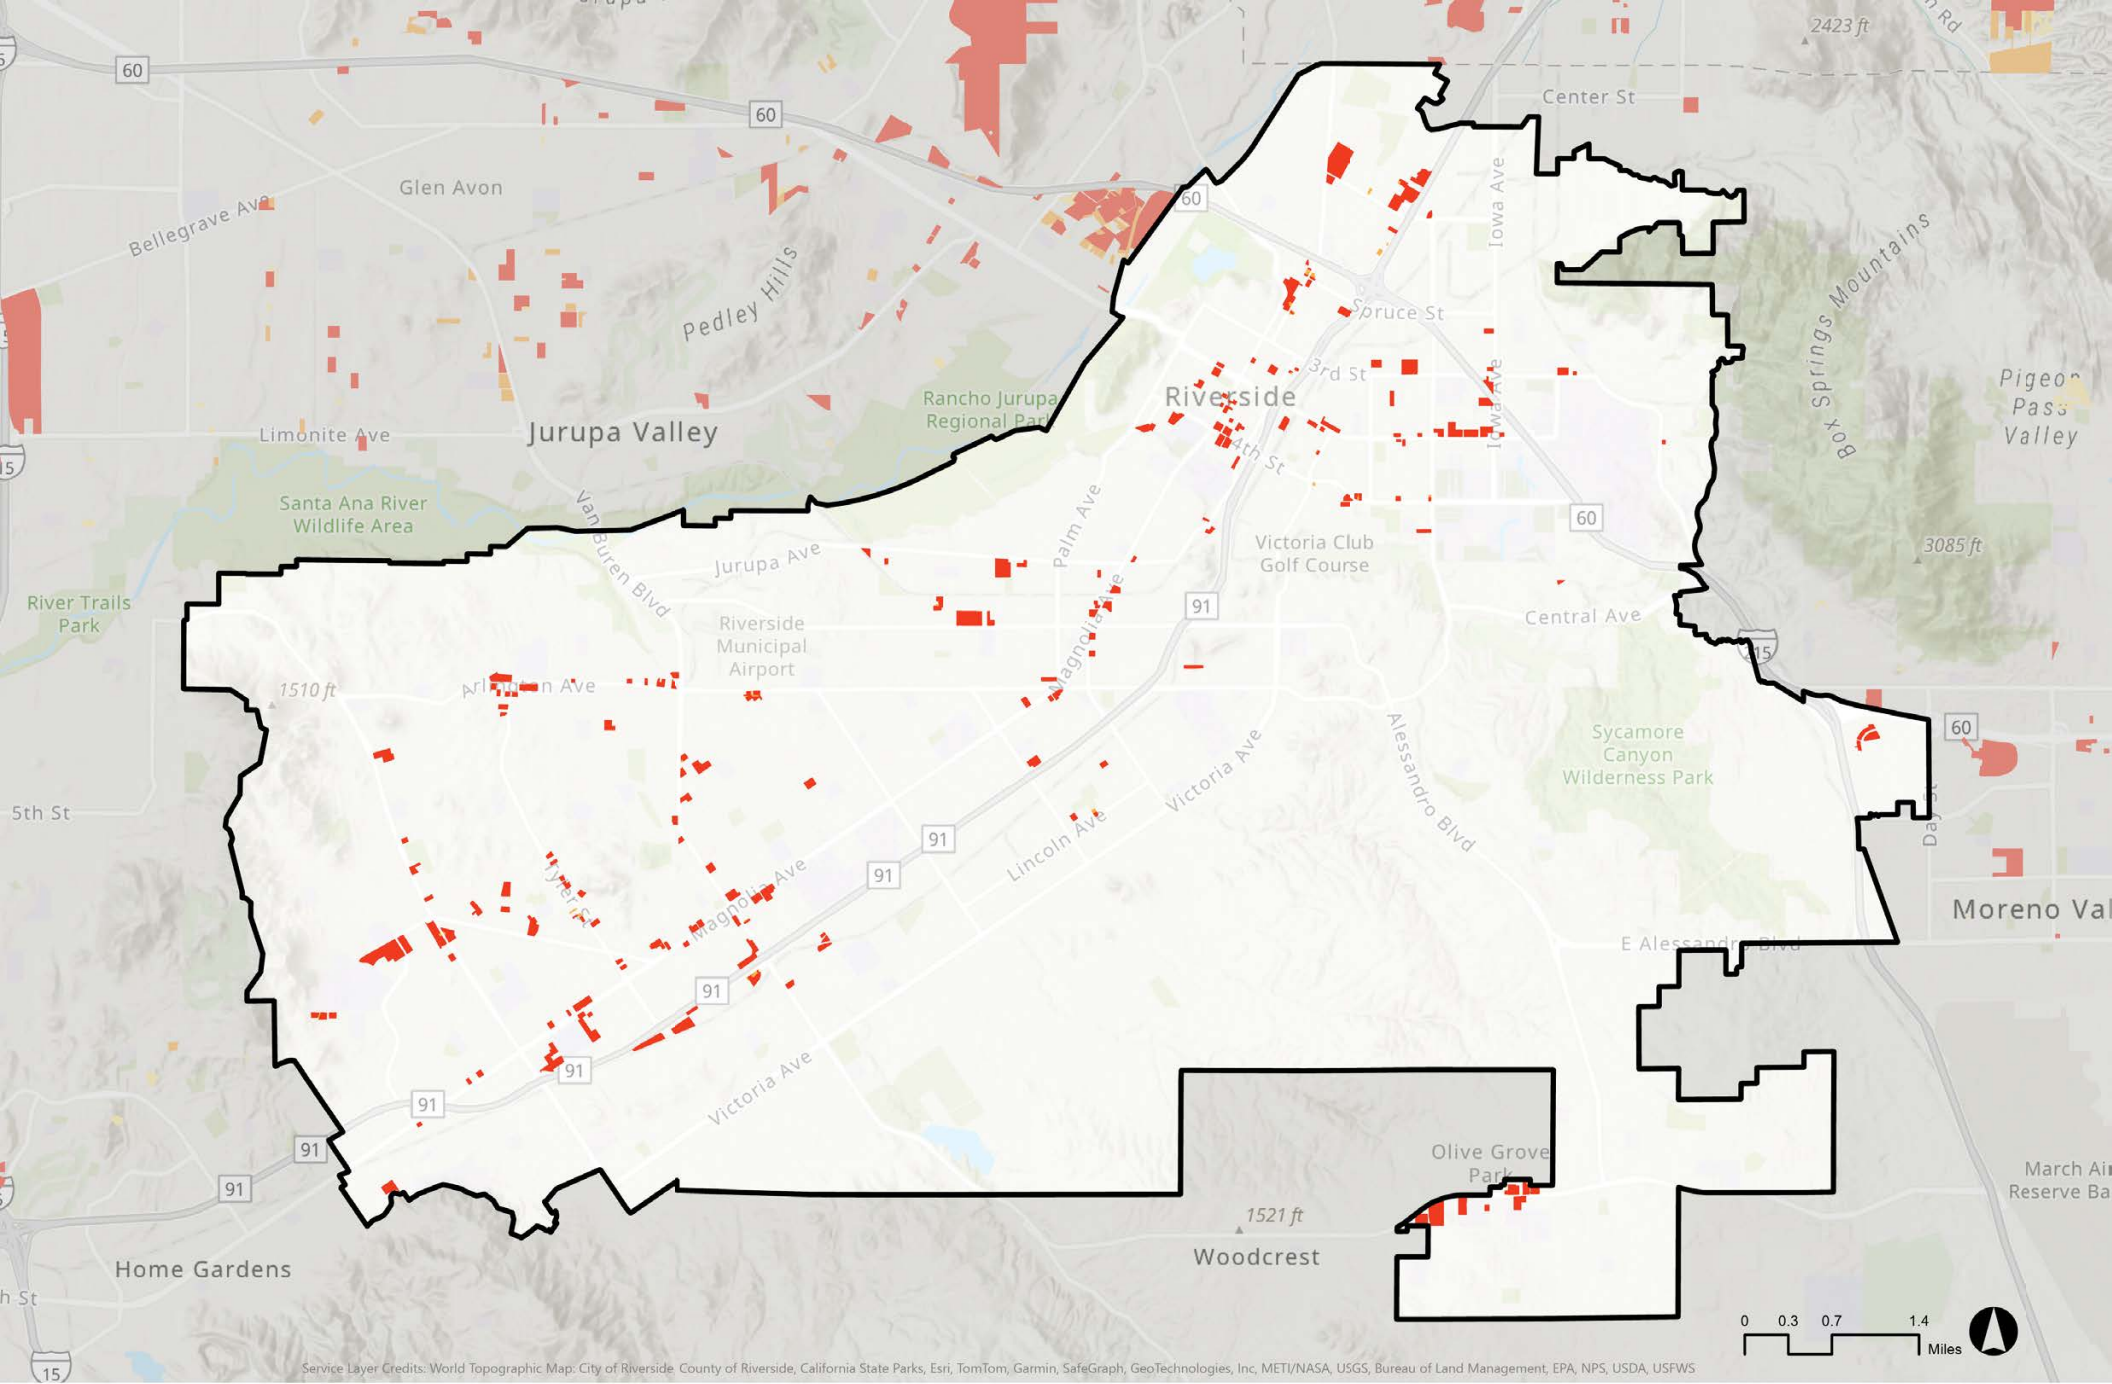 60
60
60
60
60
60
Center St
2423 ft
n Rd
Glen Avon
Bellegrave Ave
Pedley Hills
Iowa Ave
Iowa Ave
Box Springs Mountains
Spruce St
3rd St
Riverside
4th St
Pigeon
Pass
Valley
Rancho Jurupa
Regional Park
Jurupa Valley
Limonite Ave
15
Santa Ana River
Wildlife Area
Van Buren Blvd
Jurupa Ave
Palm Ave
Victoria Club
Golf Course
3085 ft
River Trails
Park
Riverside
Municipal
Airport
Magnolia Ave
91
Central Ave
215
1510 ft
Arlington Ave
Alessandro Blvd
Sycamore
Canyon
Wilderness Park
Victoria Ave
5th St
Day St
Lincoln Ave
91
91
Tyler St
Magnolia Ave
Moreno Val
E Alessandro Blvd
91
91
Victoria Ave
91
91
91
Olive Grove
Park
March Air
Reserve Ba
1521 ft
Woodcrest
Home Gardens
h St
15
0 0.3 0.7 1.4
Miles
Service Layer Credits: World Topographic Map: City of Riverside, County of Riverside, California State Parks, Esri, TomTom, Garmin, SafeGraph, GeoTechnologies, Inc, METI/NASA, USGS, Bureau of Land Management, EPA, NPS, USDA, USFWS